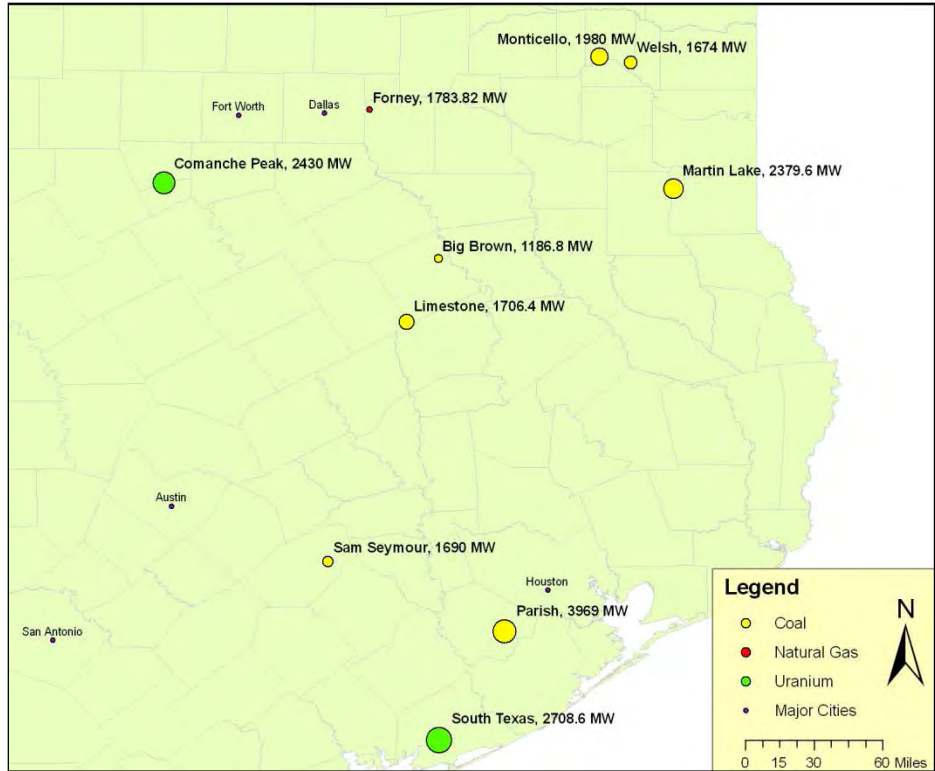 Monticello, 1980 MW
Welsh, 1674 MW
Forney, 1783.82 MW
Fort Worth
Dallas
Comanche Peak, 2430 MW
Martin Lake, 2379.6 MW
Big Brown, 1186.8 MW
Limestone, 1706.4 MW
Austin
Sam Seymour, 1690 MW
Houston
Parish, 3969 MW
San Antonio
South Texas, 2708.6 MW
Legend
N
Coal
Natural Gas
Uranium
Major Cities
0 15 30 60 Miles